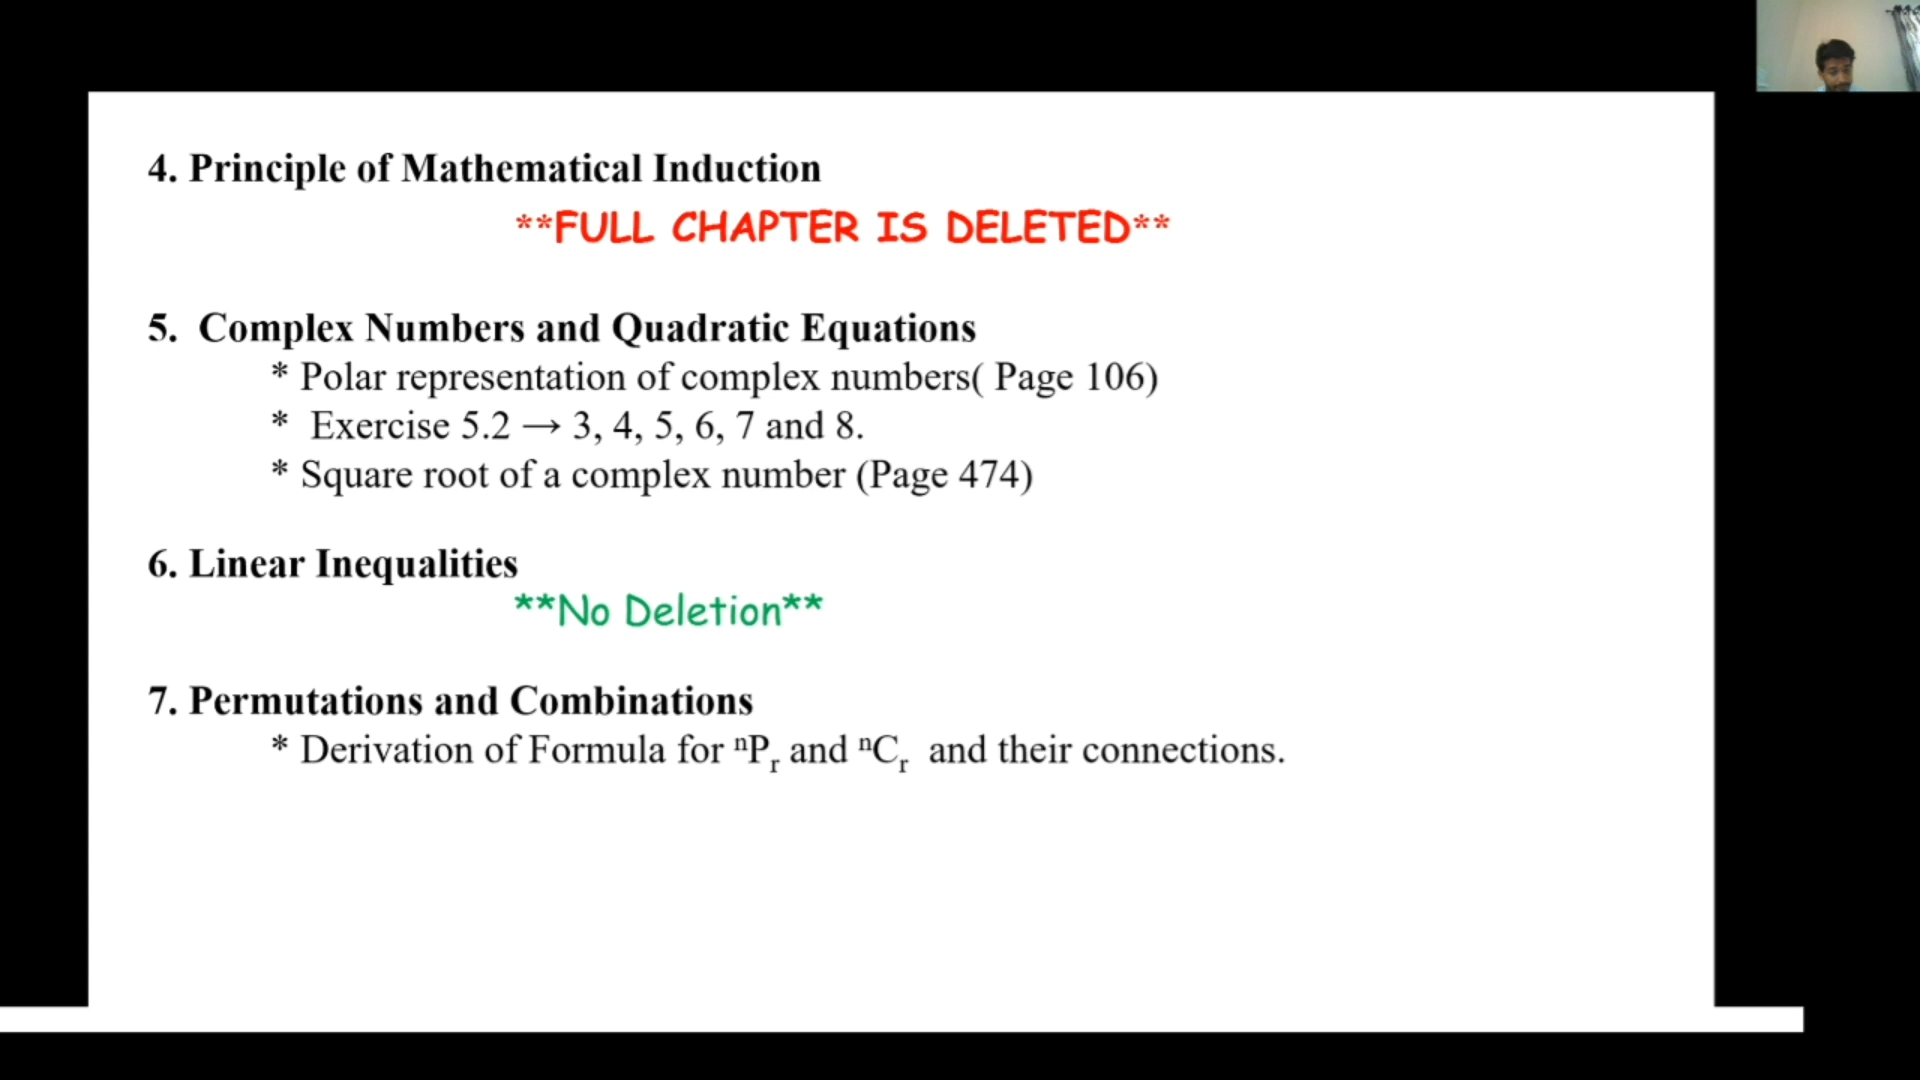 4. Principle of Mathematical Induction
**FULL CHAPTER IS DELETED**
5. Complex Numbers and Quadratic Equations
* Polar representation of complex numbers( Page 106)
* Exercise 5.2 → 3, 4, 5, 6, 7 and 8.
* Square root of a complex number (Page 474)
6. Linear Inequalities
**No Deletion**
7. Permutations and Combinations
* Derivation of Formula for ⁿPᵣ and ⁿCᵣ and their connections.